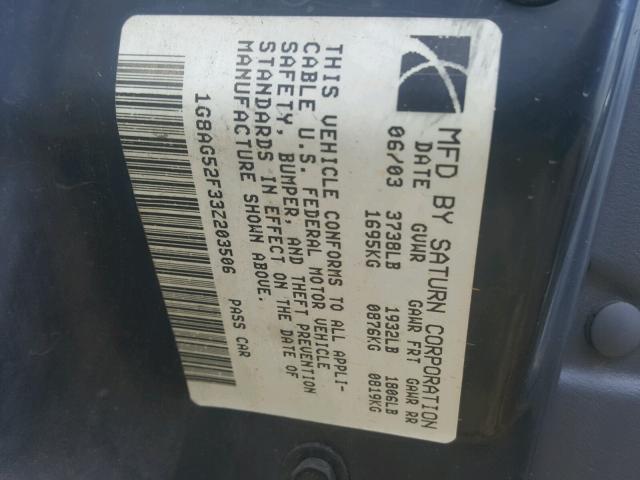 MFD BY SATURN CORPORATION
DATE GVWR GAWR FRT GAWR RR
06/03 3738LB 1932LB 1806LB
1695KG 0876KG 0819KG
THIS VEHICLE CONFORMS TO ALL APPLI-
CABLE U.S. FEDERAL MOTOR VEHICLE
SAFETY, BUMPER, AND THEFT PREVENTION
STANDARDS IN EFFECT ON THE DATE OF
MANUFACTURE SHOWN ABOVE.
1G8AG52F33Z203506 PASS CAR